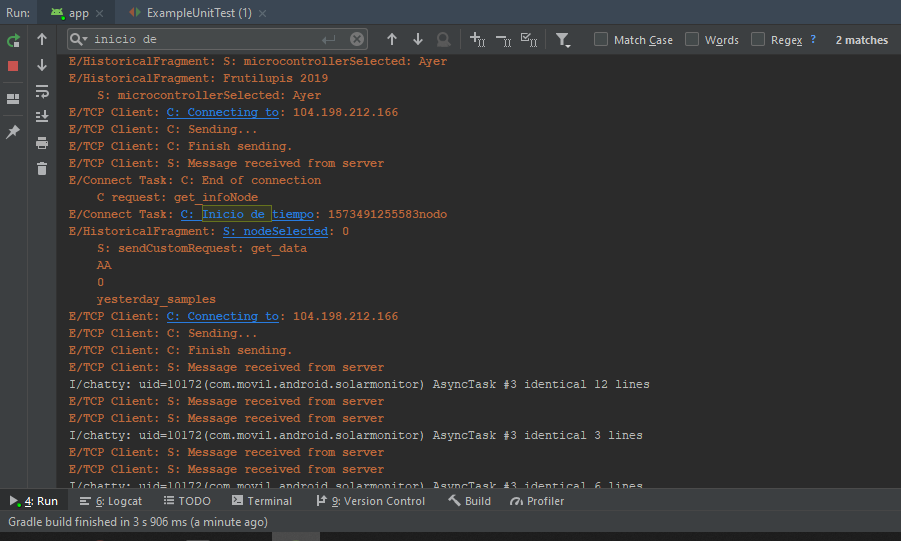 Run: app × ExampleUnitTest (1) ×
inicio de Match Case Words Regex ? 2 matches
E/HistoricalFragment: S: microcontrollerSelected: Ayer
E/HistoricalFragment: Frutilupis 2019
S: microcontrollerSelected: Ayer
E/TCP Client: C: Connecting to: 104.198.212.166
E/TCP Client: C: Sending...
E/TCP Client: C: Finish sending.
E/TCP Client: S: Message received from server
E/Connect Task: C: End of connection
C request: get_infoNode
E/Connect Task: C: Inicio de tiempo: 1573491255583nodo
E/HistoricalFragment: S: nodeSelected: 0
S: sendCustomRequest: get_data
AA
0
yesterday_samples
E/TCP Client: C: Connecting to: 104.198.212.166
E/TCP Client: C: Sending...
E/TCP Client: C: Finish sending.
E/TCP Client: S: Message received from server
I/chatty: uid=10172(com.movil.android.solarmonitor) AsyncTask #3 identical 12 lines
E/TCP Client: S: Message received from server
E/TCP Client: S: Message received from server
I/chatty: uid=10172(com.movil.android.solarmonitor) AsyncTask #3 identical 3 lines
E/TCP Client: S: Message received from server
E/TCP Client: S: Message received from server
I/chatty: uid=10172(com.movil.android.solarmonitor) AsyncTask #3 identical 6 lines
4: Run 6: Logcat TODO Terminal 9: Version Control Build Profiler
Gradle build finished in 3 s 906 ms (a minute ago)